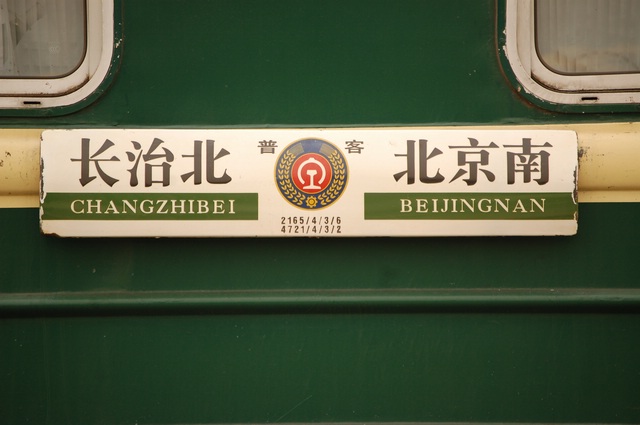 长治北 普 客 北京南
CHANGZHIBEI BEIJINGNAN
2165/4/3/6
4721/4/3/2